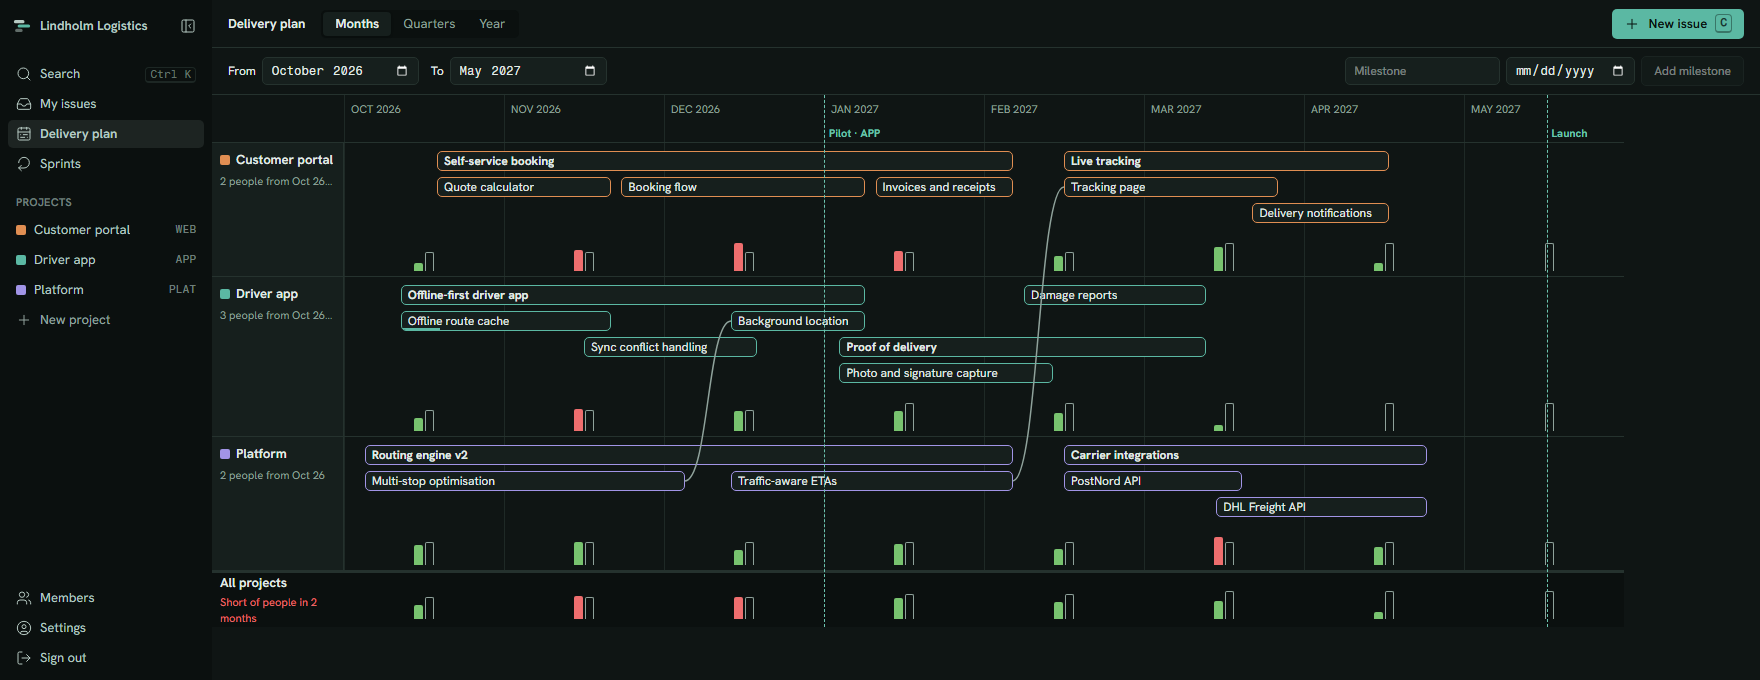 Lindholm Logistics
Search
Ctrl K
My issues
Delivery plan
Sprints
PROJECTS
Customer portal WEB
Driver app APP
Platform PLAT
New project
Members
Settings
Sign out
Delivery plan
Months Quarters Year
New issue C
From October 2026 To May 2027
Milestone mm/dd/yyyy Add milestone
OCT 2026 NOV 2026 DEC 2026 JAN 2027 FEB 2027 MAR 2027 APR 2027 MAY 2027
Pilot · APP Launch
Customer portal
2 people from Oct 26...
Self-service booking Live tracking
Quote calculator Booking flow Invoices and receipts Tracking page
Delivery notifications
Driver app
3 people from Oct 26...
Offline-first driver app Damage reports
Offline route cache Background location
Sync conflict handling Proof of delivery
Photo and signature capture
Platform
2 people from Oct 26
Routing engine v2 Carrier integrations
Multi-stop optimisation Traffic-aware ETAs PostNord API
DHL Freight API
All projects
Short of people in 2
months